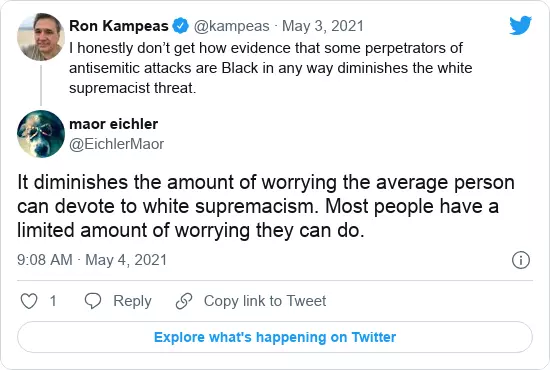 Ron Kampeas @kampeas · May 3, 2021
I honestly don’t get how evidence that some perpetrators of
antisemitic attacks are Black in any way diminishes the white
supremacist threat.
maor eichler
@EichlerMaor
It diminishes the amount of worrying the average person
can devote to white supremacism. Most people have a
limited amount of worrying they can do.
9:08 AM · May 4, 2021
1 Reply Copy link to Tweet
Explore what's happening on Twitter